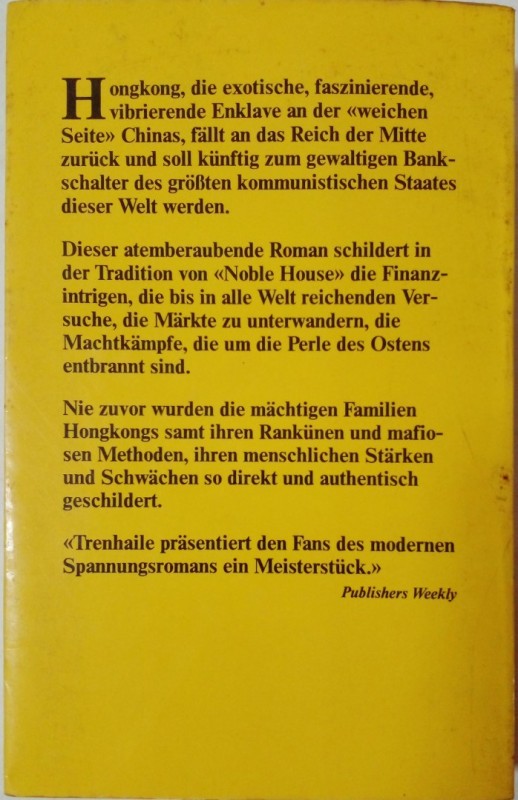 Hongkong, die exotische, faszinierende,
vibrierende Enklave an der «weichen
Seite» Chinas, fällt an das Reich der Mitte
zurück und soll künftig zum gewaltigen Bank-
schalter des größten kommunistischen Staates
dieser Welt werden.
Dieser atemberaubende Roman schildert in
der Tradition von «Noble House» die Finanz-
intrigen, die bis in alle Welt reichenden Ver-
suche, die Märkte zu unterwandern, die
Machtkämpfe, die um die Perle des Ostens
entbrannt sind.
Nie zuvor wurden die mächtigen Familien
Hongkongs samt ihren Rankünen und mafio-
sen Methoden, ihren menschlichen Stärken
und Schwächen so direkt und authentisch
geschildert.
«Trenhaile präsentiert den Fans des modernen
Spannungsromans ein Meisterstück.»
Publishers Weekly